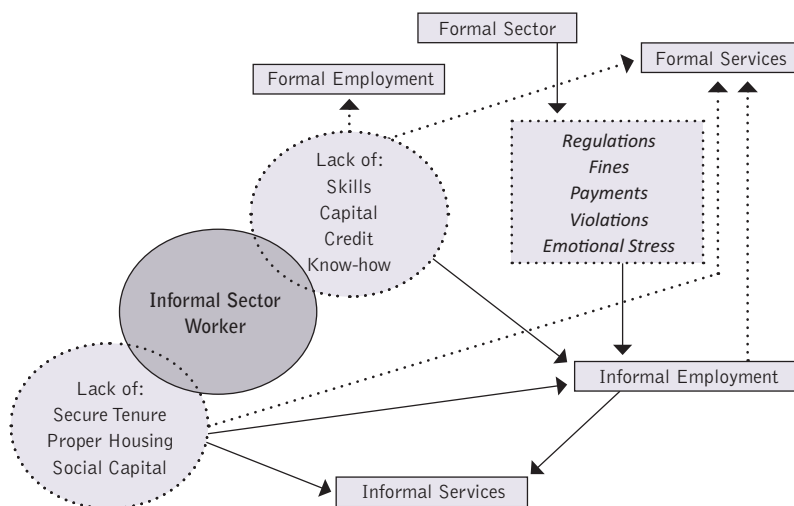 Formal Sector
Formal Services
Formal Employment
Regulations
Fines
Payments
Violations
Emotional Stress
Lack of:
Skills
Capital
Credit
Know-how
Informal Sector
Worker
Informal Employment
Lack of:
Secure Tenure
Proper Housing
Social Capital
Informal Services